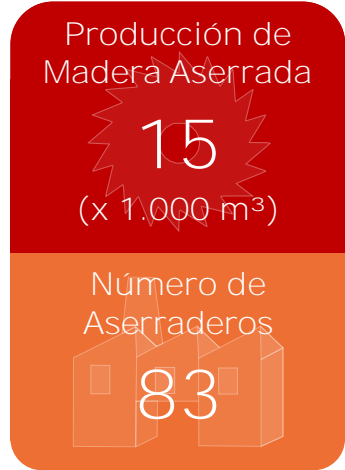 Producción de
Madera Aserrada
15
(x 1.000 m³)
Número de
Aserraderos
83